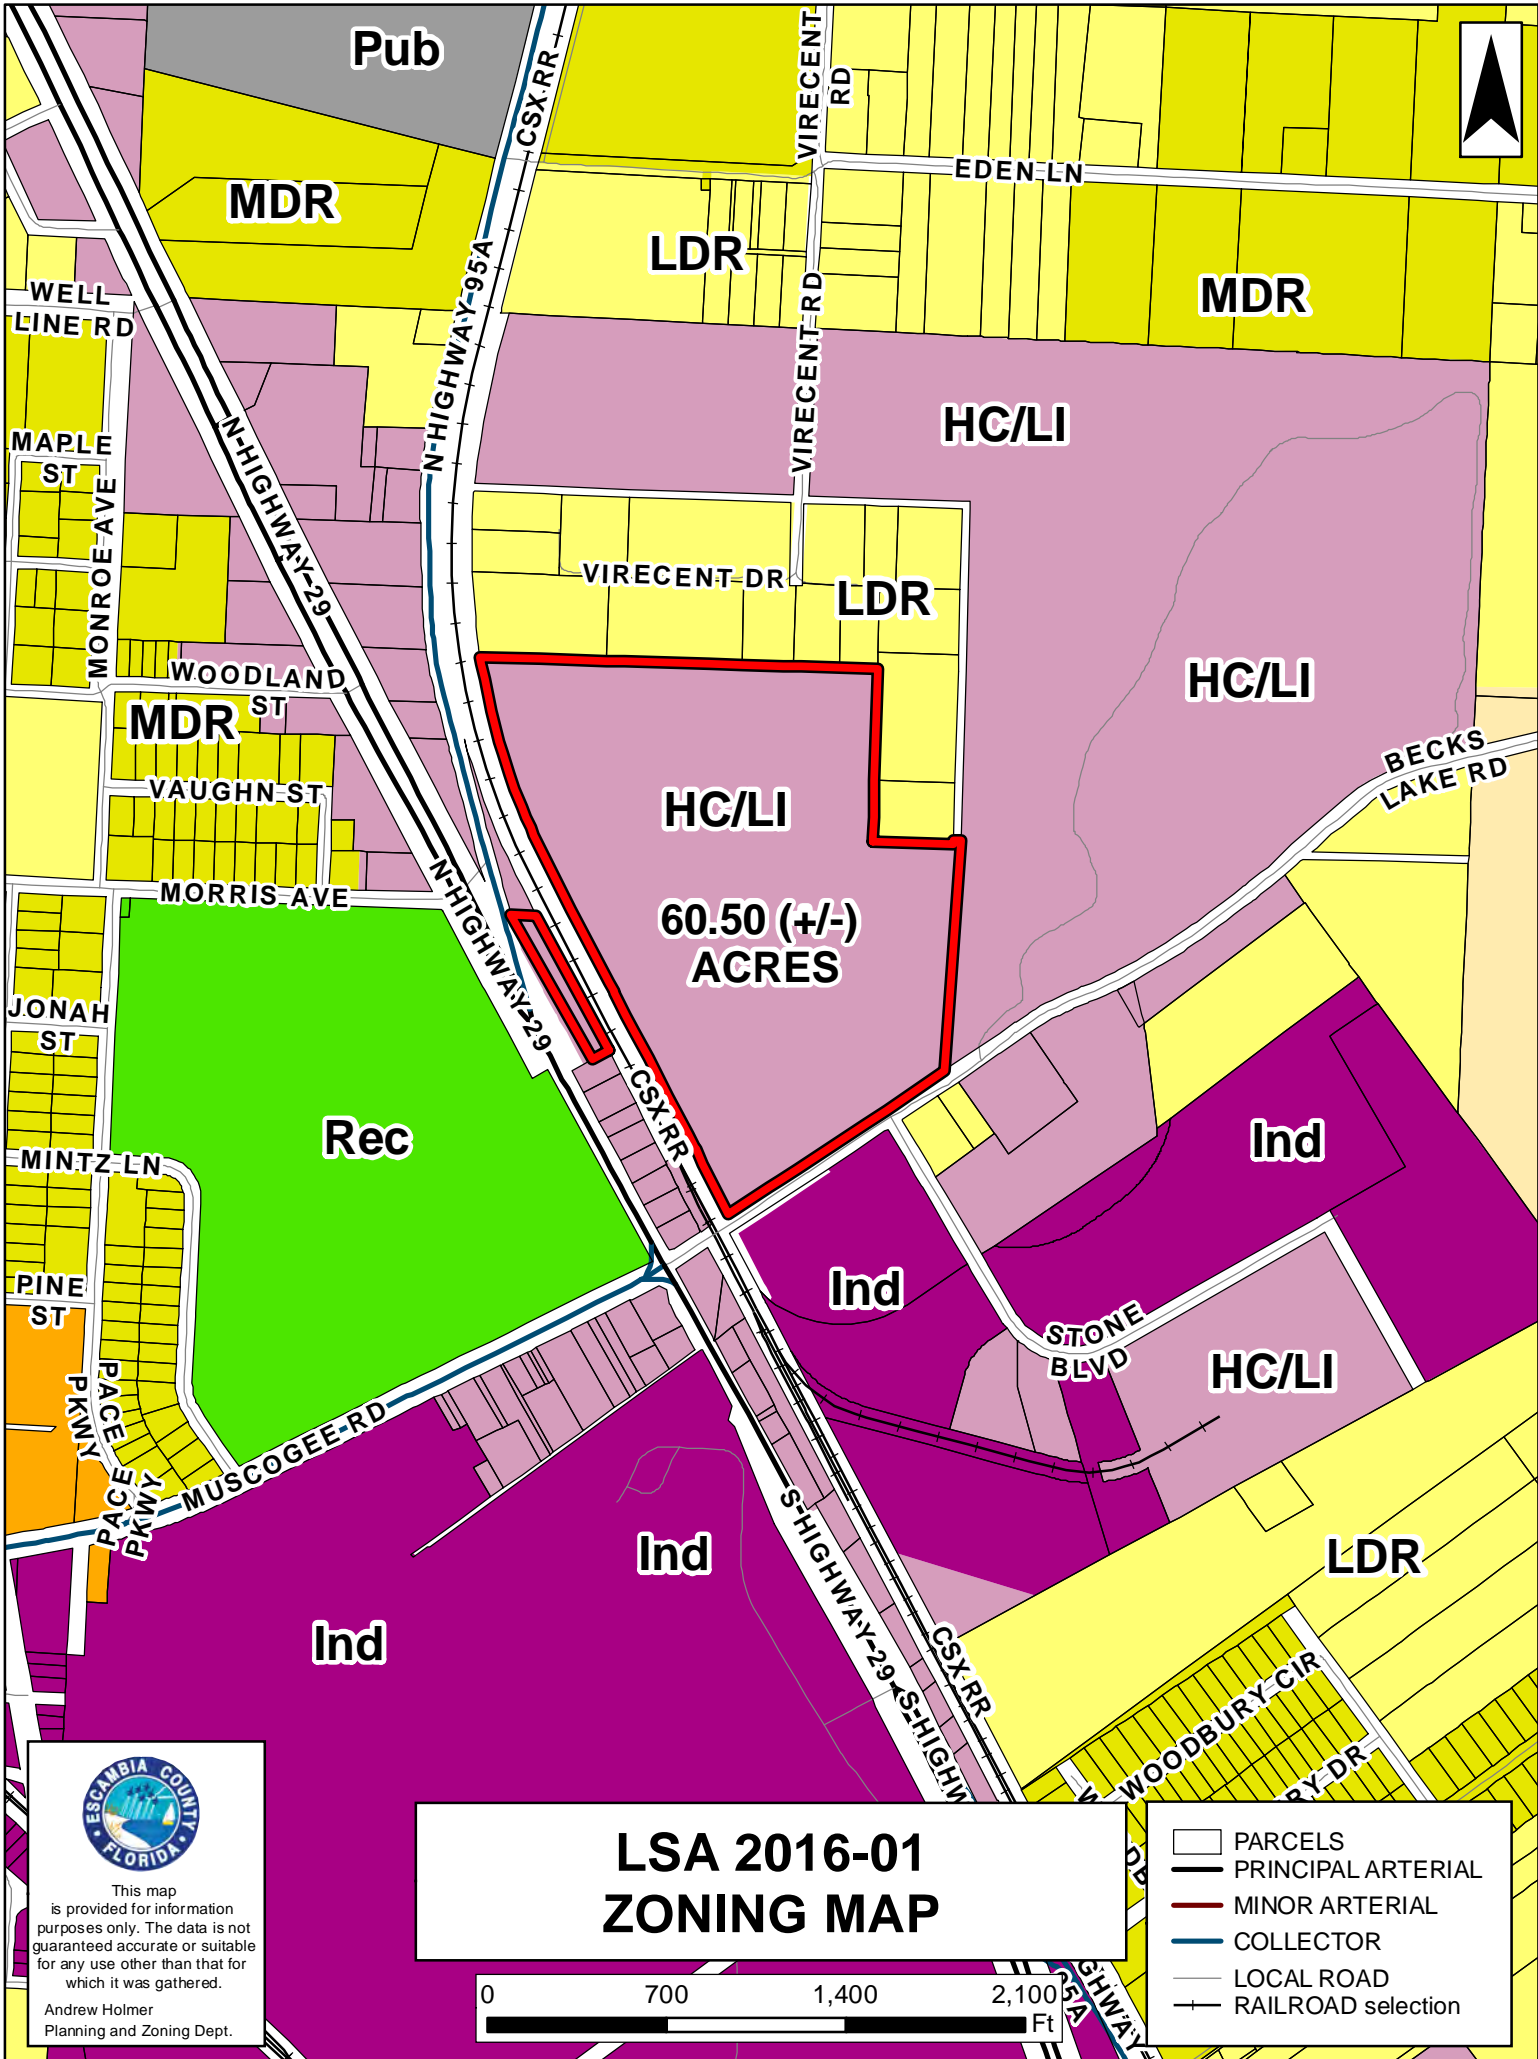 Pub
CSX RR
VIRECENT
RD
EDEN LN
MDR
LDR
MDR
N HIGHWAY 95A
WELL
LINE RD
VIRECENT RD
HC/LI
MAPLE
ST
N HIGHWAY 29
MONROE AVE
VIRECENT DR
LDR
WOODLAND
ST
MDR
HC/LI
BECKS
LAKE RD
VAUGHN ST
HC/LI
MORRIS AVE
N HIGHWAY 29
60.50 (+/-)
ACRES
JONAH
ST
CSX RR
Rec
Ind
MINTZ LN
Ind
PINE
ST
STONE
BLVD
HC/LI
PACE
PKWY
MUSCOGEE RD
PACE
PKWY
S HIGHWAY 29
Ind
LDR
Ind
CSX RR
WOODBURY CIR
S HIGHW
RY DR
ESCAMBIA COUNTY
FLORIDA
This map
is provided for information
purposes only. The data is not
guaranteed accurate or suitable
for any use other than that for
which it was gathered.
Andrew Holmer
Planning and Zoning Dept.
LSA 2016-01
ZONING MAP
0 700 1,400 2,100
Ft
95A
GHWAY
PARCELS
PRINCIPAL ARTERIAL
MINOR ARTERIAL
COLLECTOR
LOCAL ROAD
RAILROAD selection